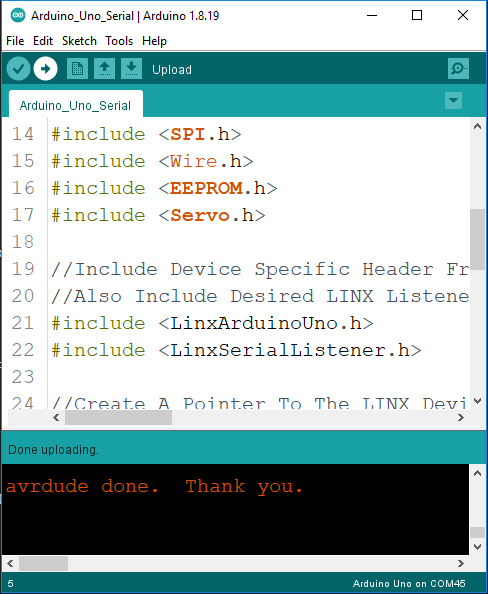 Arduino_Uno_Serial | Arduino 1.8.19
File Edit Sketch Tools Help
Upload
Arduino_Uno_Serial
14 #include <SPI.h>
15 #include <Wire.h>
16 #include <EEPROM.h>
17 #include <Servo.h>
18
19 //Include Device Specific Header Fr
20 //Also Include Desired LINX Listene
21 #include <LinxArduinoUno.h>
22 #include <LinxSerialListener.h>
23
24 //Create A Pointer To The LINX Devi
Done uploading.
avrdude done.  Thank you.
5 Arduino Uno on COM45